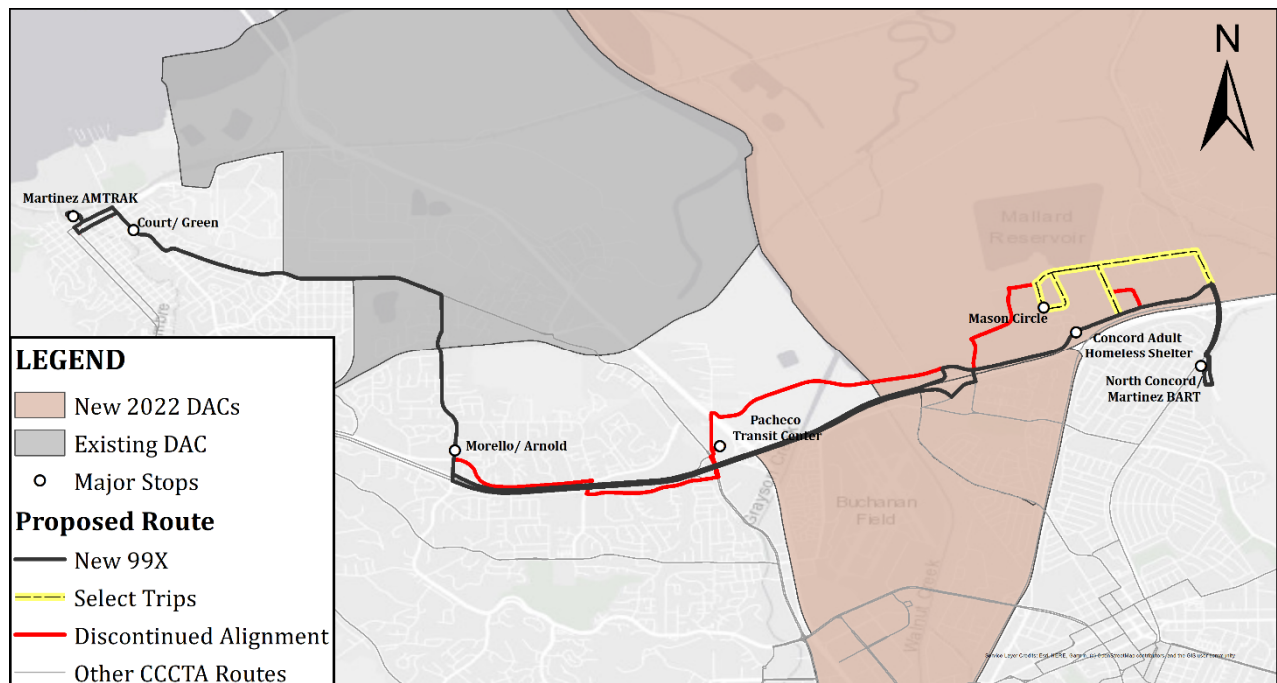 N
Mallard
Reservoir
Martinez AMTRAK
Court/ Green
Mason Circle
Concord Adult
Homeless Shelter
North Concord/
Martinez BART
Pacheco
Transit Center
Morello/ Arnold
Grayson Creek
Buchanan
Field
Walnut Creek
LEGEND
New 2022 DACs
Existing DAC
Major Stops
Proposed Route
New 99X
Select Trips
Discontinued Alignment
Other CCCTA Routes